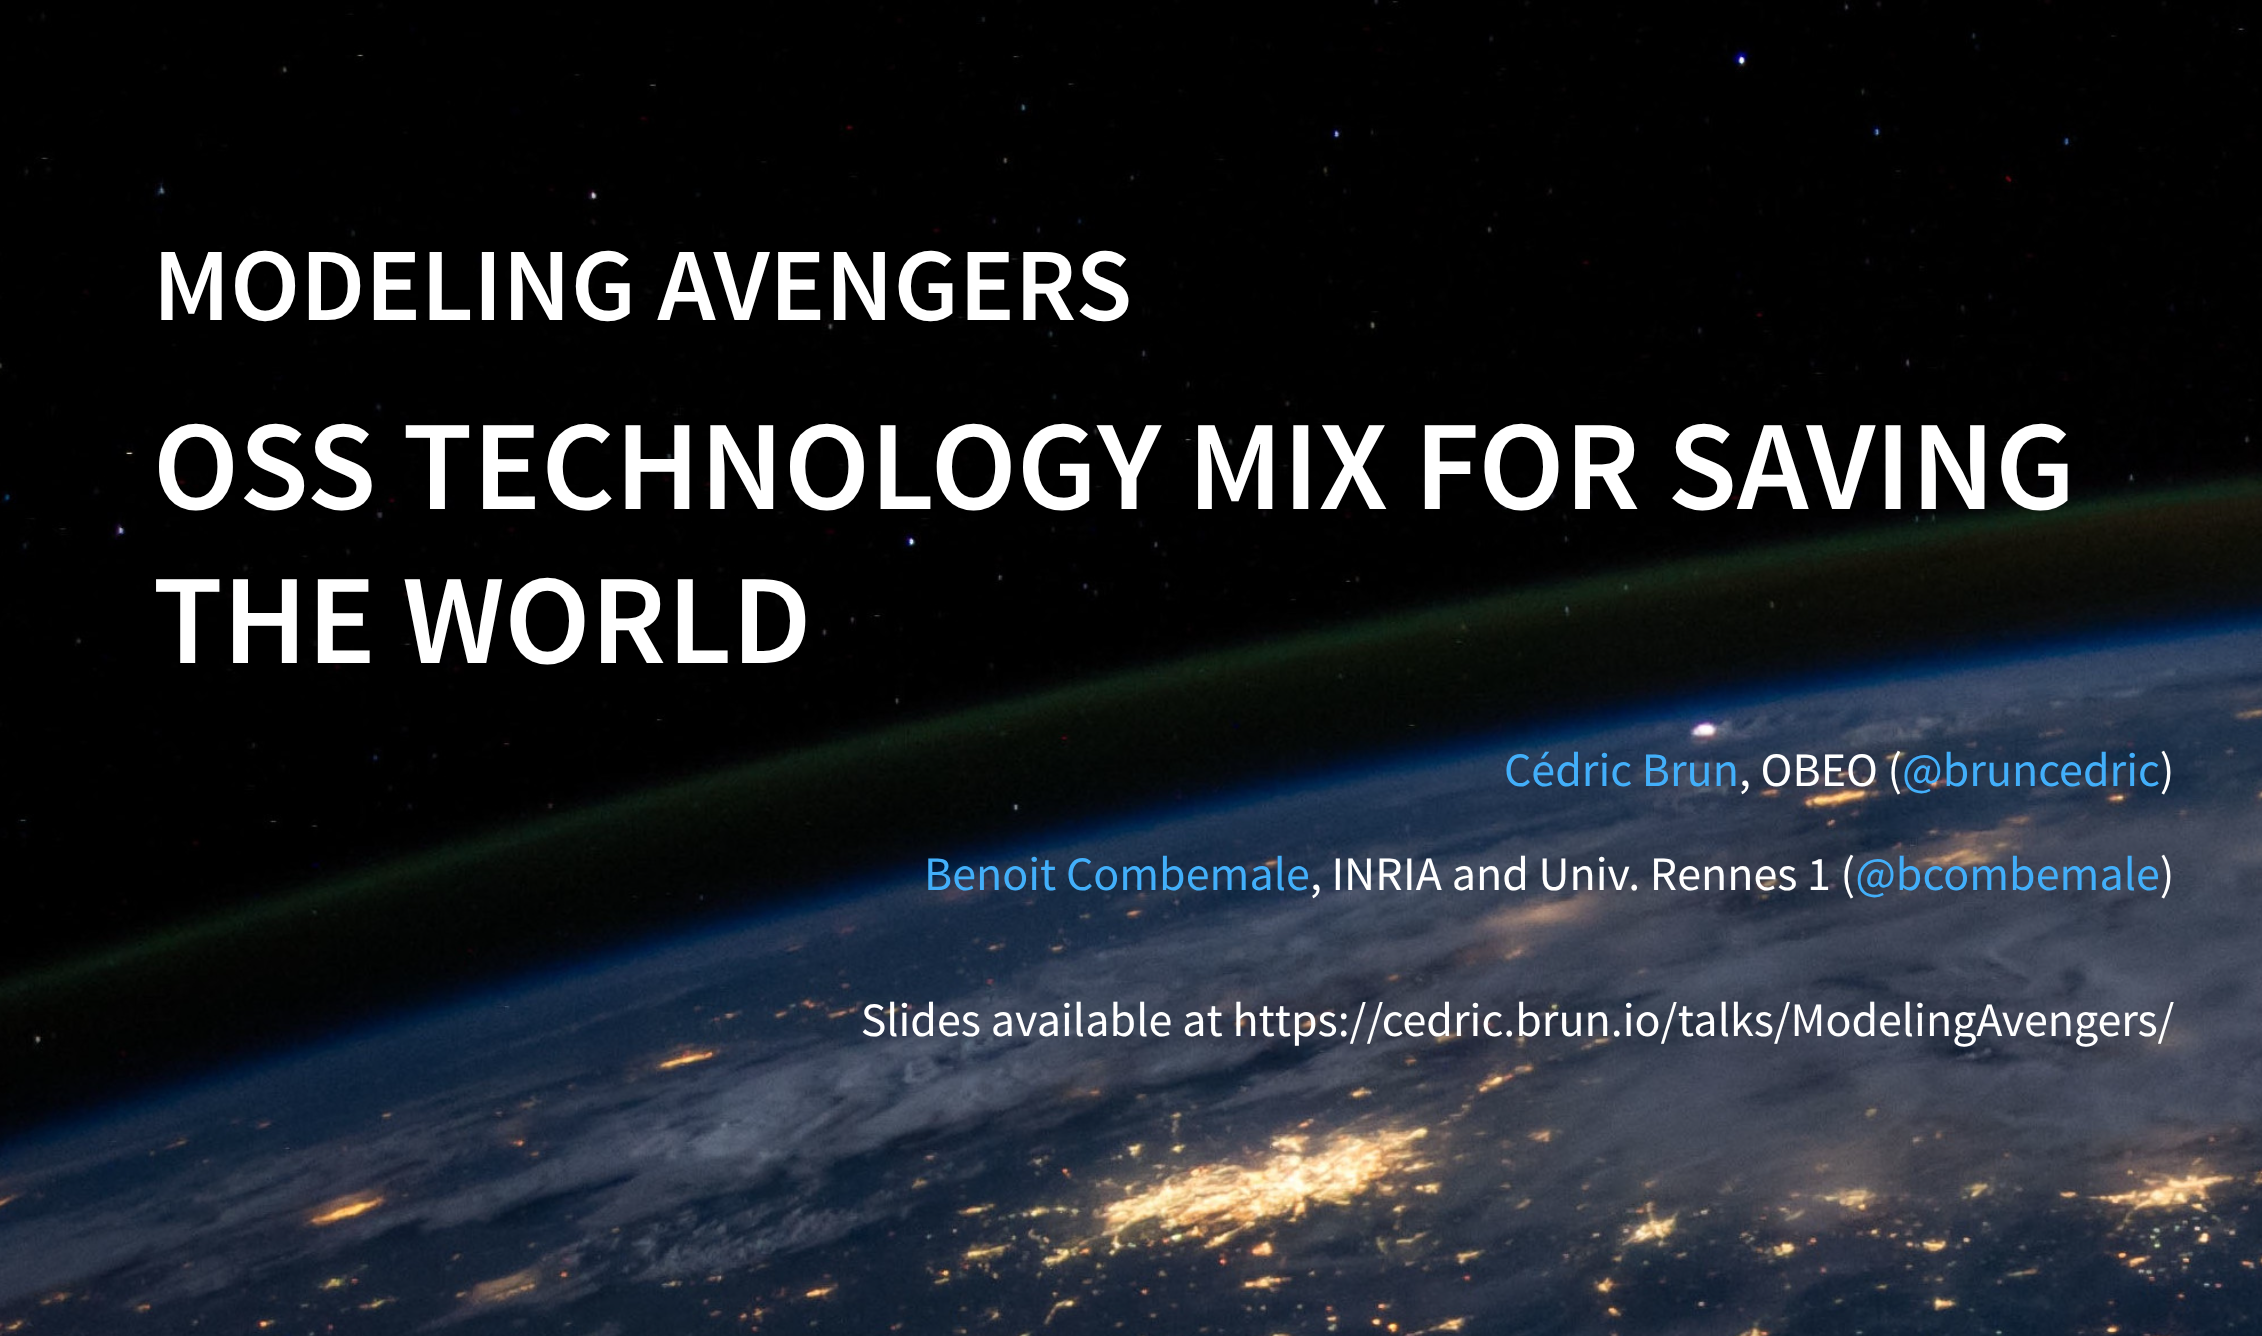 MODELING AVENGERS
OSS TECHNOLOGY MIX FOR SAVING
THE WORLD
Cédric Brun, OBEO (@bruncedric)
Benoit Combemale, INRIA and Univ. Rennes 1 (@bcombemale)
Slides available at https://cedric.brun.io/talks/ModelingAvengers/